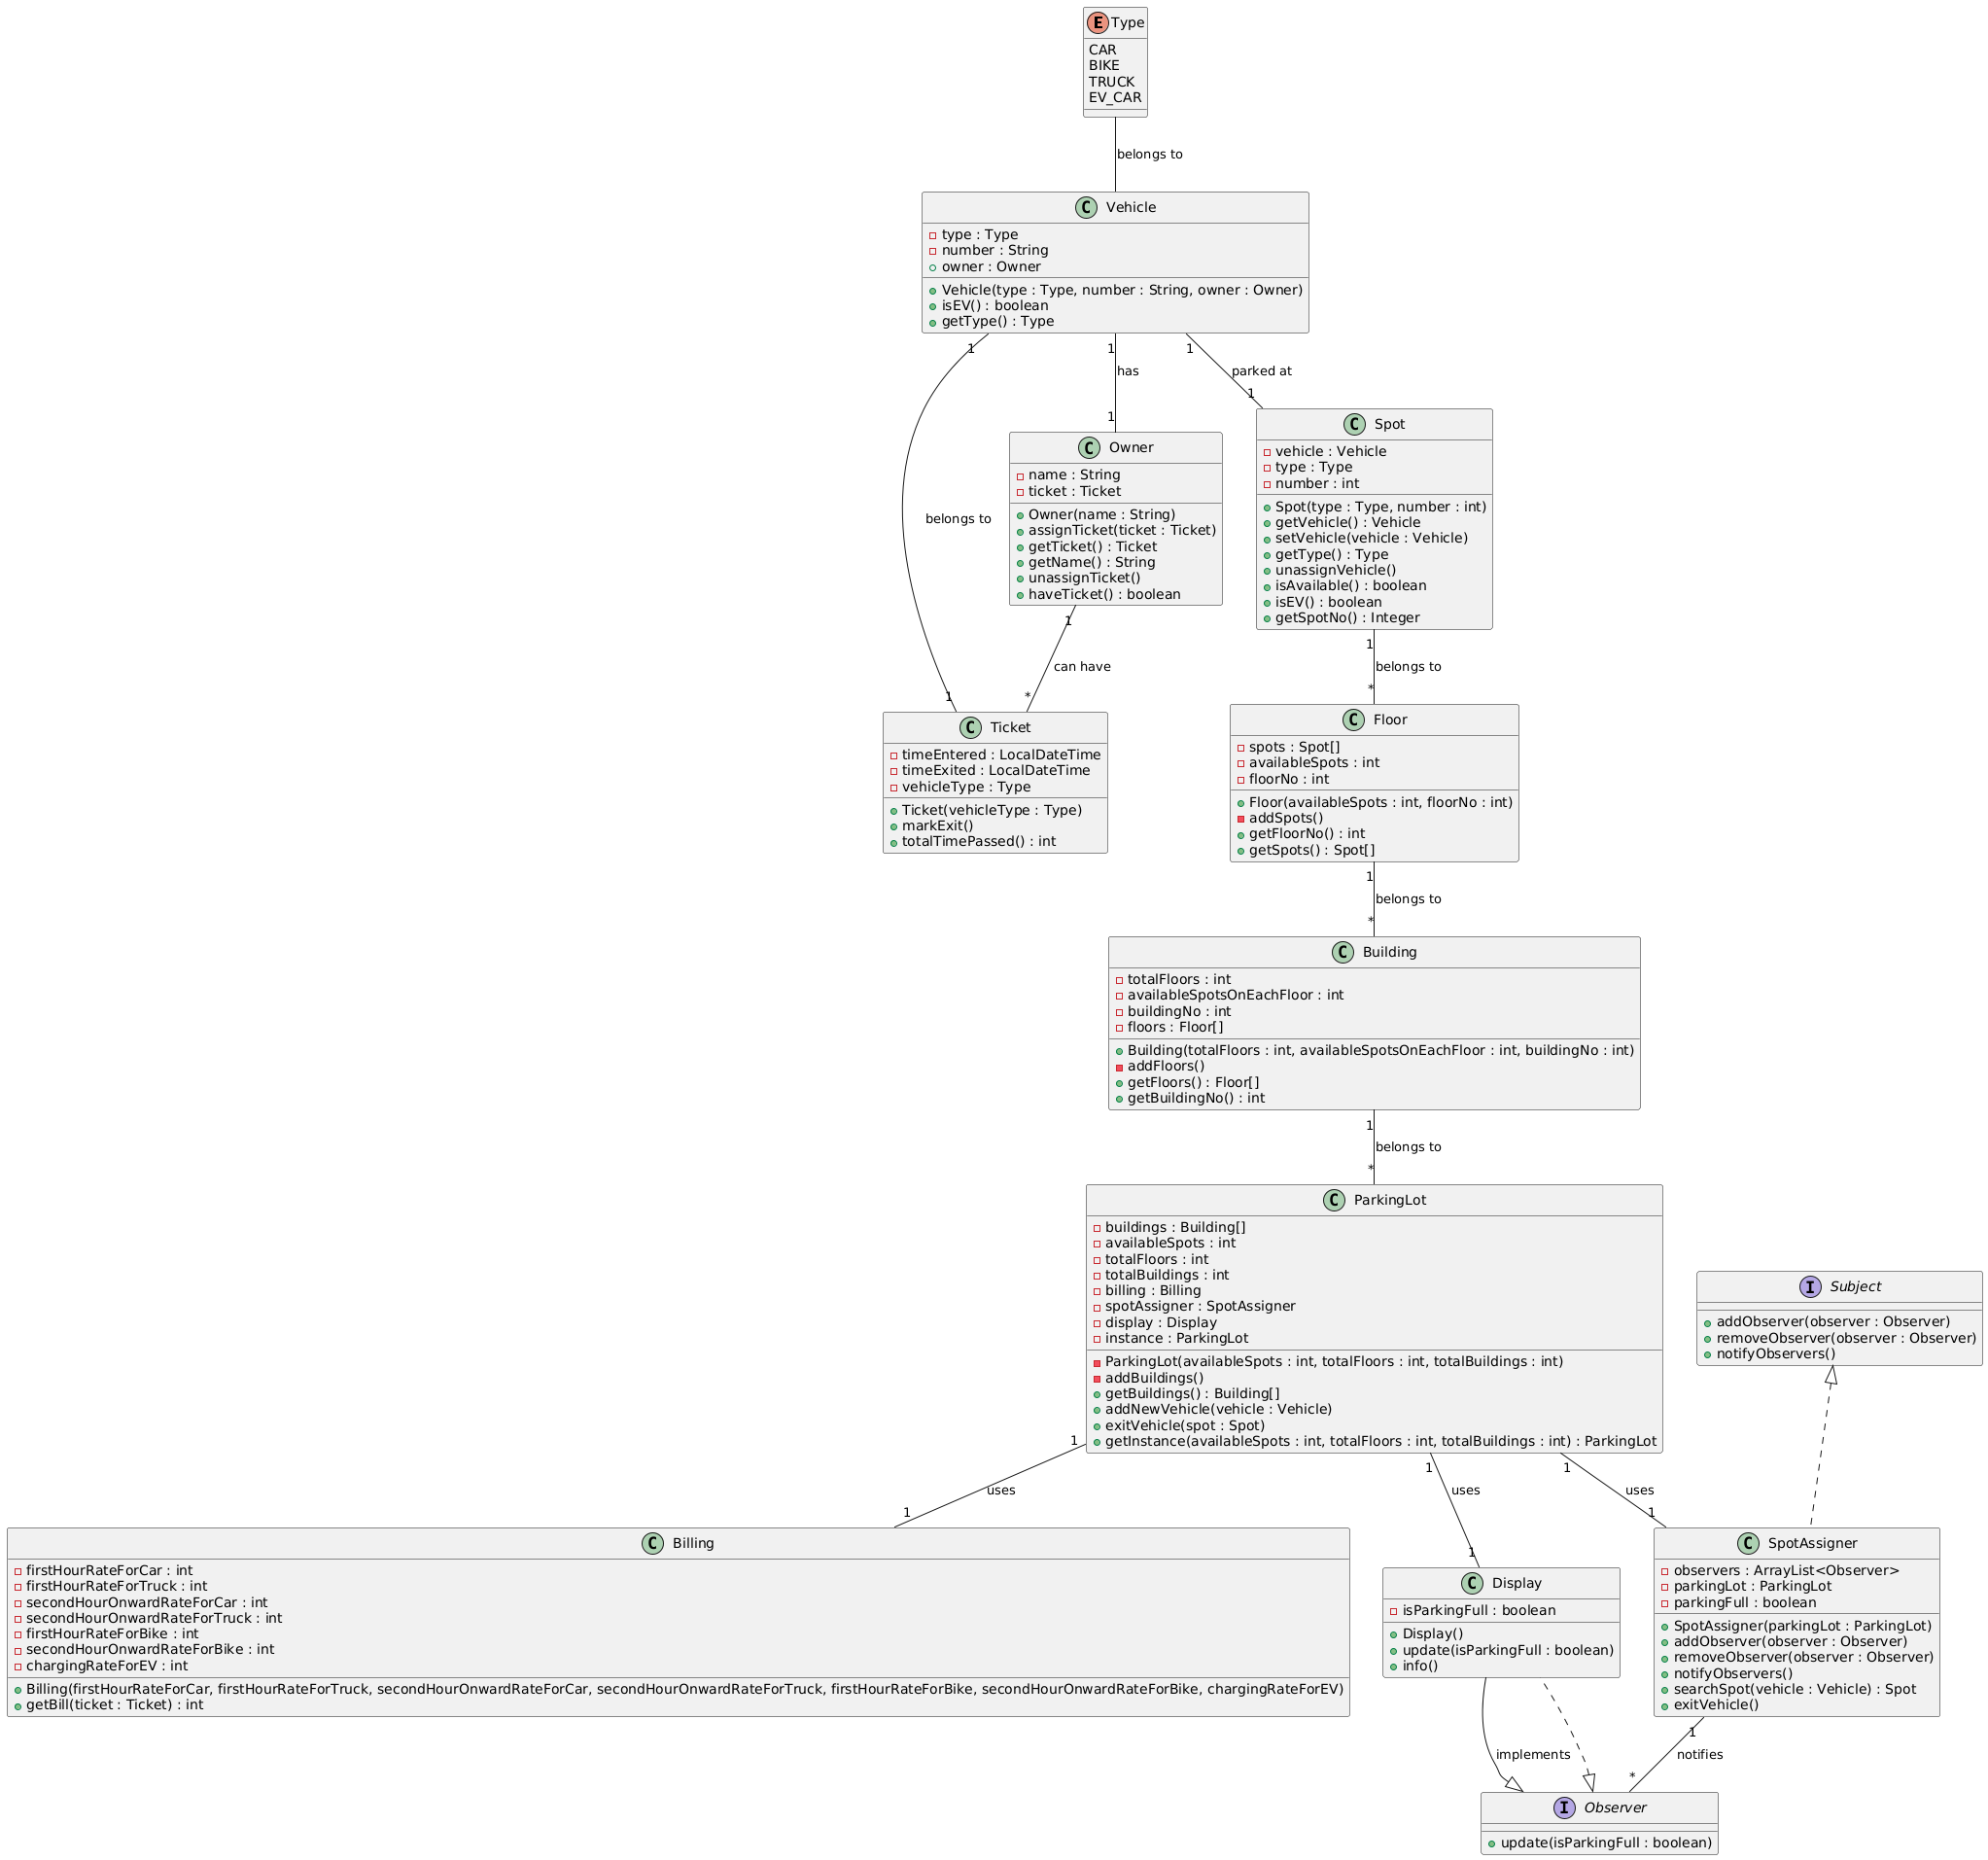 E Type
CAR
BIKE
TRUCK
EV_CAR
belongs to
C Vehicle
type : Type
number : String
owner : Owner
Vehicle(type : Type, number : String, owner : Owner)
isEV() : boolean
getType() : Type
1
1
1
has
parked at
1
1
C Owner
name : String
ticket : Ticket
Owner(name : String)
assignTicket(ticket : Ticket)
getTicket() : Ticket
getName() : String
unassignTicket()
haveTicket() : boolean
C Spot
vehicle : Vehicle
type : Type
number : int
Spot(type : Type, number : int)
getVehicle() : Vehicle
setVehicle(vehicle : Vehicle)
getType() : Type
unassignVehicle()
isAvailable() : boolean
isEV() : boolean
getSpotNo() : Integer
belongs to
1
can have
1
*
1
belongs to
*
C Ticket
timeEntered : LocalDateTime
timeExited : LocalDateTime
vehicleType : Type
Ticket(vehicleType : Type)
markExit()
totalTimePassed() : int
C Floor
spots : Spot[]
availableSpots : int
floorNo : int
Floor(availableSpots : int, floorNo : int)
addSpots()
getFloorNo() : int
getSpots() : Spot[]
1
belongs to
*
C Building
totalFloors : int
availableSpotsOnEachFloor : int
buildingNo : int
floors : Floor[]
Building(totalFloors : int, availableSpotsOnEachFloor : int, buildingNo : int)
addFloors()
getFloors() : Floor[]
getBuildingNo() : int
1
belongs to
*
C ParkingLot
buildings : Building[]
availableSpots : int
totalFloors : int
totalBuildings : int
billing : Billing
spotAssigner : SpotAssigner
display : Display
instance : ParkingLot
ParkingLot(availableSpots : int, totalFloors : int, totalBuildings : int)
addBuildings()
getBuildings() : Building[]
addNewVehicle(vehicle : Vehicle)
exitVehicle(spot : Spot)
getInstance(availableSpots : int, totalFloors : int, totalBuildings : int) : ParkingLot
I Subject
addObserver(observer : Observer)
removeObserver(observer : Observer)
notifyObservers()
1
1
1
uses
uses
uses
1
1
1
C Billing
firstHourRateForCar : int
firstHourRateForTruck : int
secondHourOnwardRateForCar : int
secondHourOnwardRateForTruck : int
firstHourRateForBike : int
secondHourOnwardRateForBike : int
chargingRateForEV : int
Billing(firstHourRateForCar, firstHourRateForTruck, secondHourOnwardRateForCar, secondHourOnwardRateForTruck, firstHourRateForBike, secondHourOnwardRateForBike, chargingRateForEV)
getBill(ticket : Ticket) : int
C Display
isParkingFull : boolean
Display()
update(isParkingFull : boolean)
info()
C SpotAssigner
observers : ArrayList<Observer>
parkingLot : ParkingLot
parkingFull : boolean
SpotAssigner(parkingLot : ParkingLot)
addObserver(observer : Observer)
removeObserver(observer : Observer)
notifyObservers()
searchSpot(vehicle : Vehicle) : Spot
exitVehicle()
1
implements
notifies
*
I Observer
update(isParkingFull : boolean)